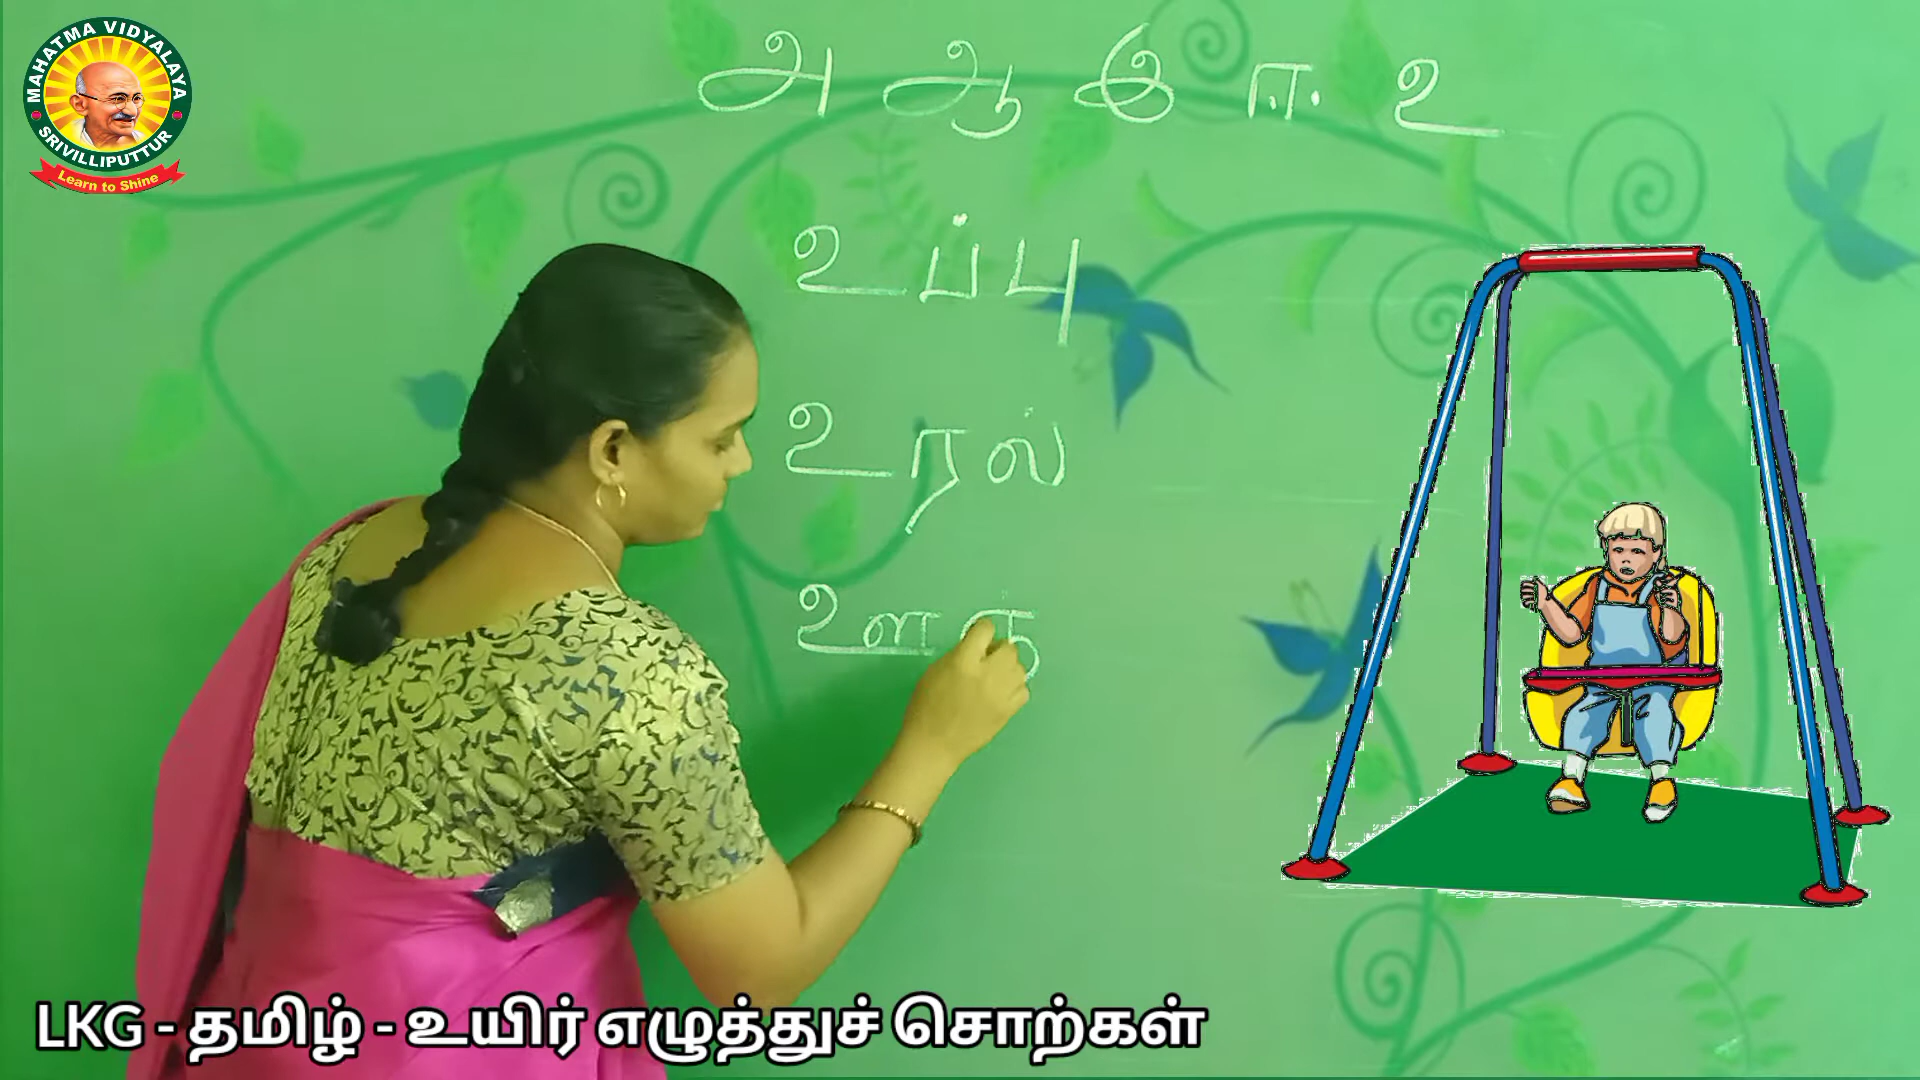 MAHATMA VIDYALAYA
SRIVILLIPUTTUR
Learn to Shine
அ ஆ இ ஈ உ
உப்பு
உரல்
LKG - தமிழ் - உயிர் எழுத்துச் சொற்கள்